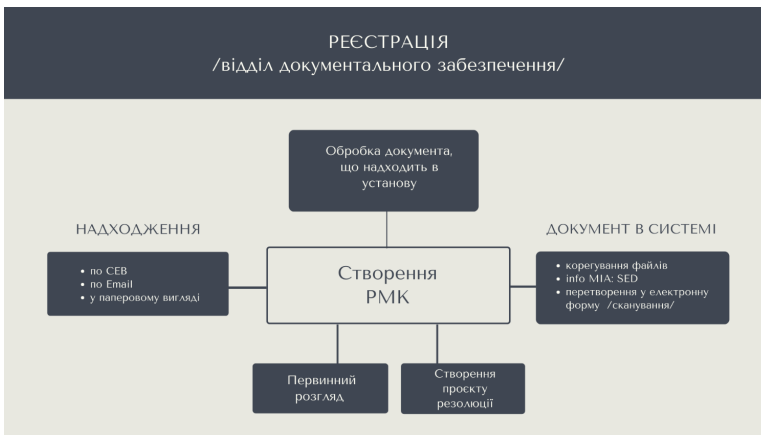 РЕЄСТРАЦІЯ
/відділ документального забезпечення/
Обробка документа,
що надходить в
установу
НАДХОДЖЕННЯ
• по СЕВ
• по Email
• у паперовому вигляді
Створення
РМК
ДОКУМЕНТ В СИСТЕМІ
• корегування файлів
• info МІА: SED
• перетворення у електронну
форму /сканування/
Первинний
розгляд
Створення
проєкту
резолюції